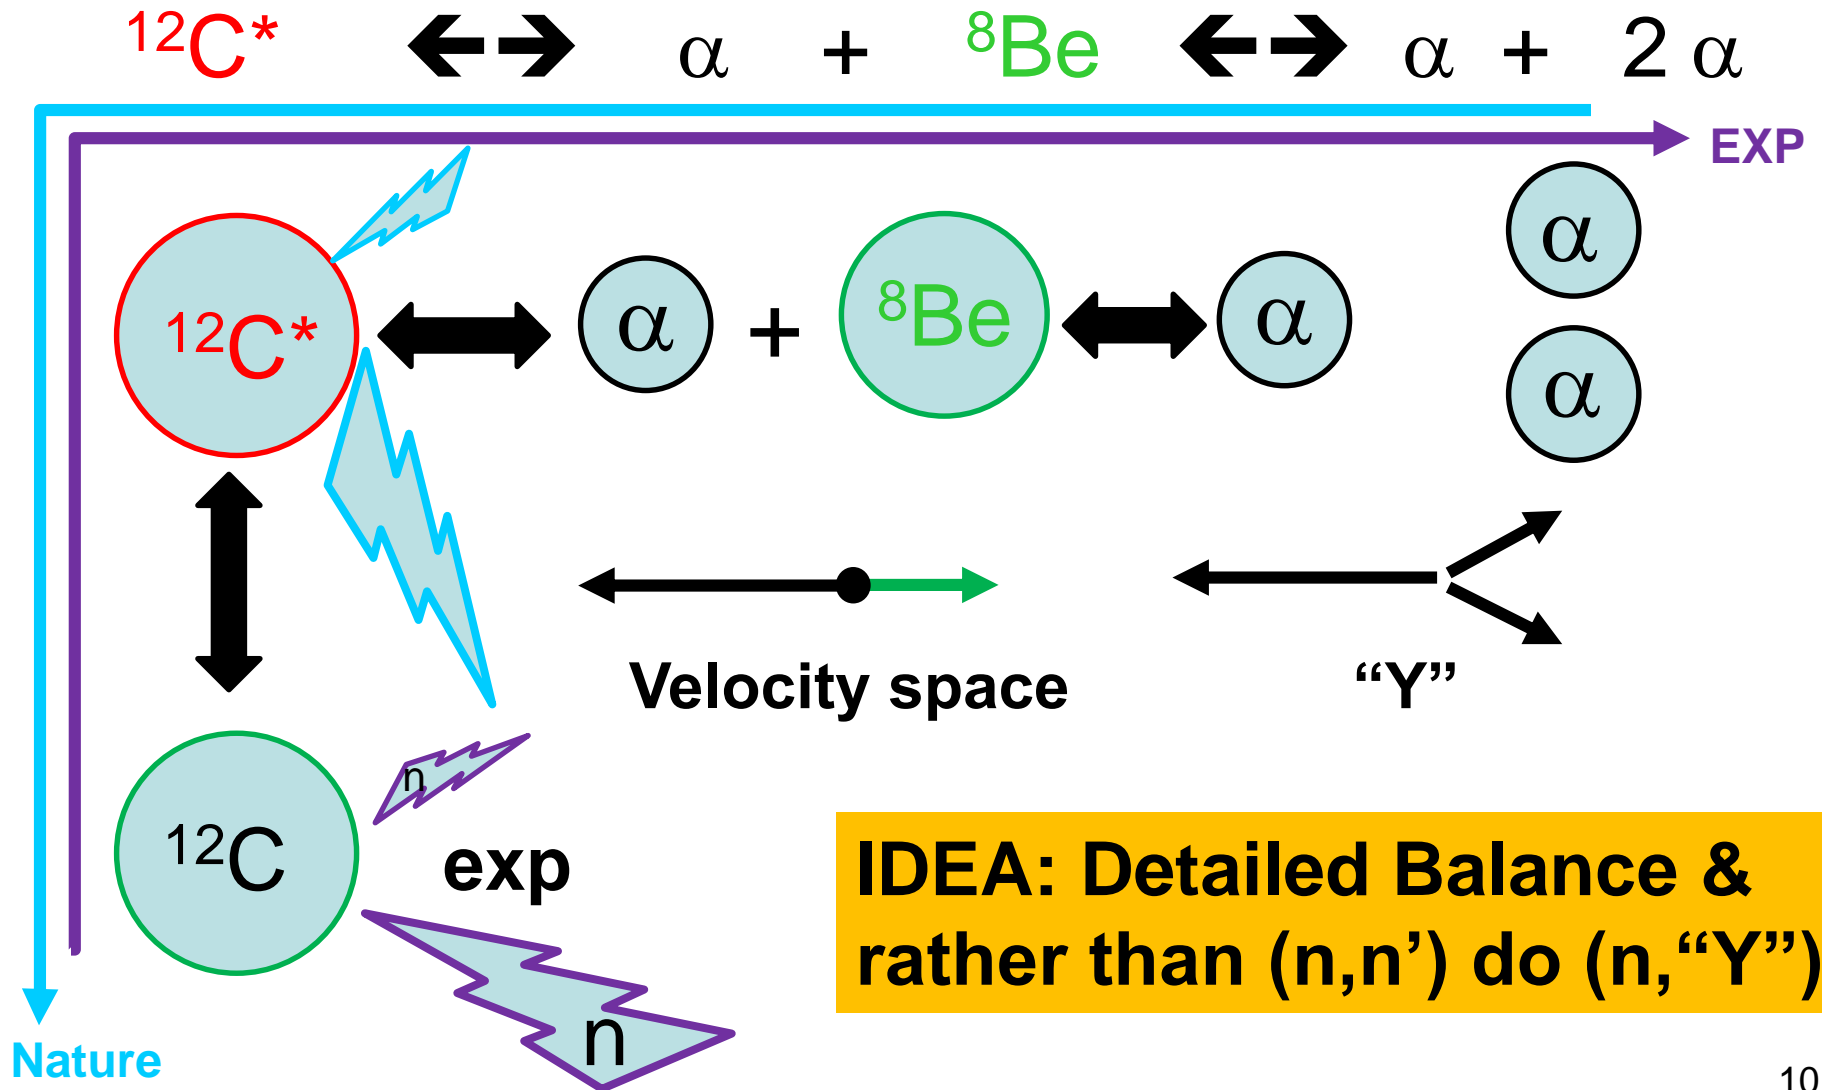 ¹²C* 🡨🡪 α + ⁸Be 🡨🡪 α + 2 α
EXP
¹²C* α + ⁸Be α α
α
Velocity space “Y”
n
¹²C exp
IDEA: Detailed Balance &
rather than (n,n’) do (n,“Y”)
n
Nature
10